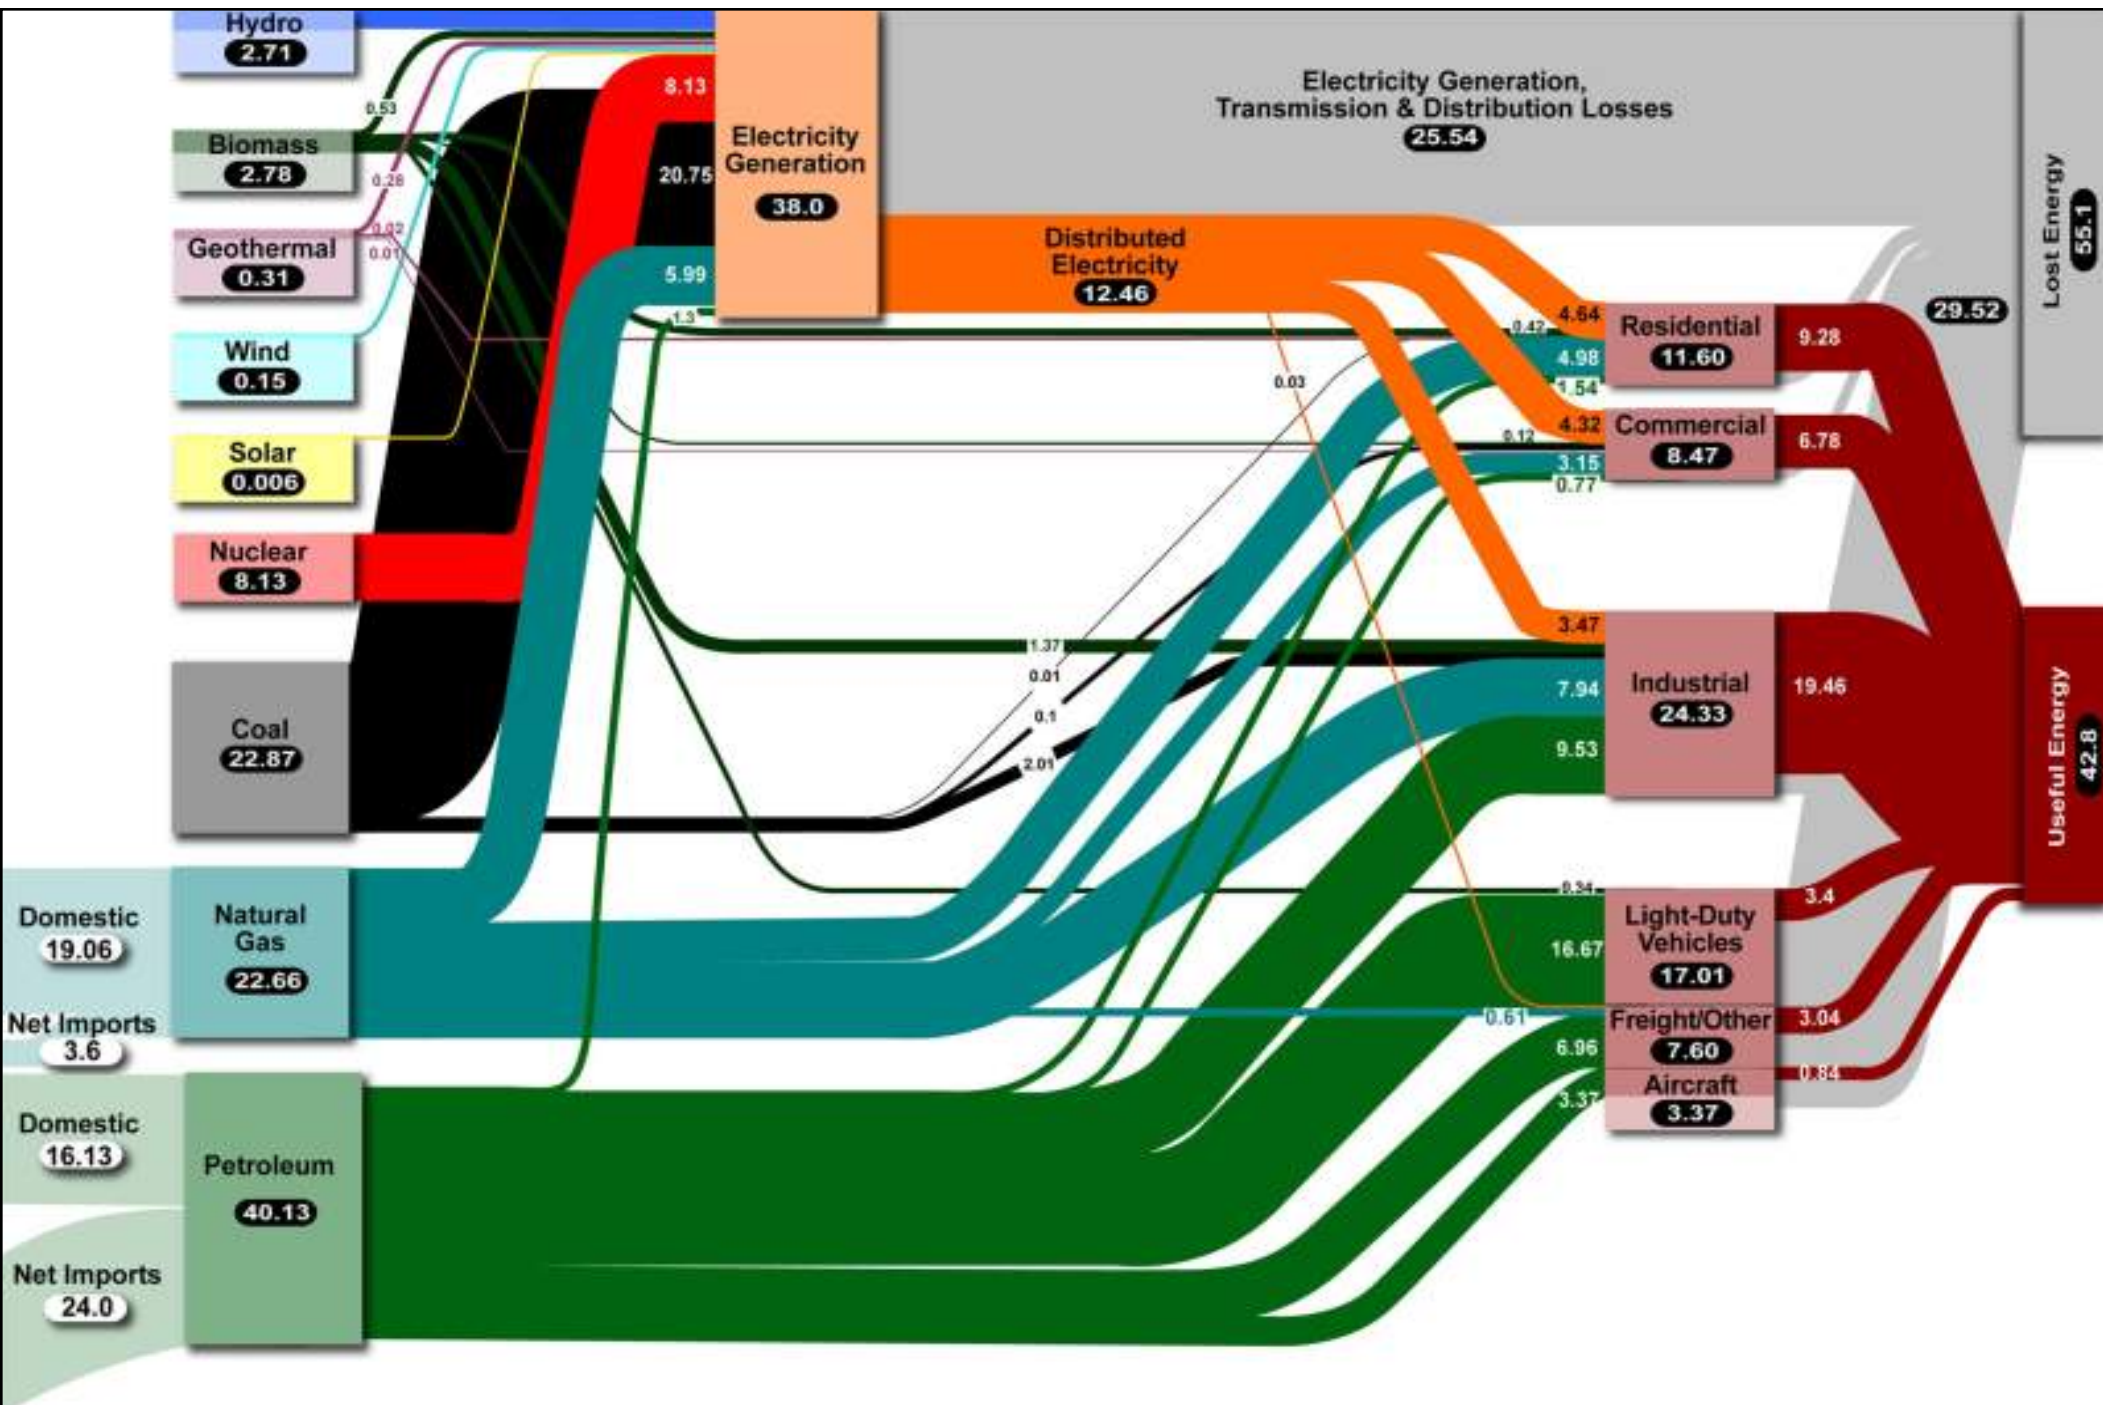 Hydro
2.71
0.53
Biomass
2.78
0.28
0.02
0.01
Geothermal
0.31
Wind
0.15
Solar
0.006
Nuclear
8.13
Coal
22.87
Domestic
19.06
Net Imports
3.6
Natural
Gas
22.66
Domestic
16.13
Net Imports
24.0
Petroleum
40.13
8.13
20.75
5.99
1.3
Electricity
Generation
38.0
Electricity Generation,
Transmission & Distribution Losses
25.54
Distributed
Electricity
12.46
0.03
1.37
0.01
0.1
2.01
0.42
4.64
4.98
1.54
4.32
0.12
3.15
0.77
3.47
7.94
9.53
0.34
16.67
0.61
6.96
3.37
Residential
11.60
Commercial
8.47
Industrial
24.33
Light-Duty
Vehicles
17.01
Freight/Other
7.60
Aircraft
3.37
9.28
6.78
19.46
3.4
3.04
0.84
29.52
Lost Energy
55.1
Useful Energy
42.8